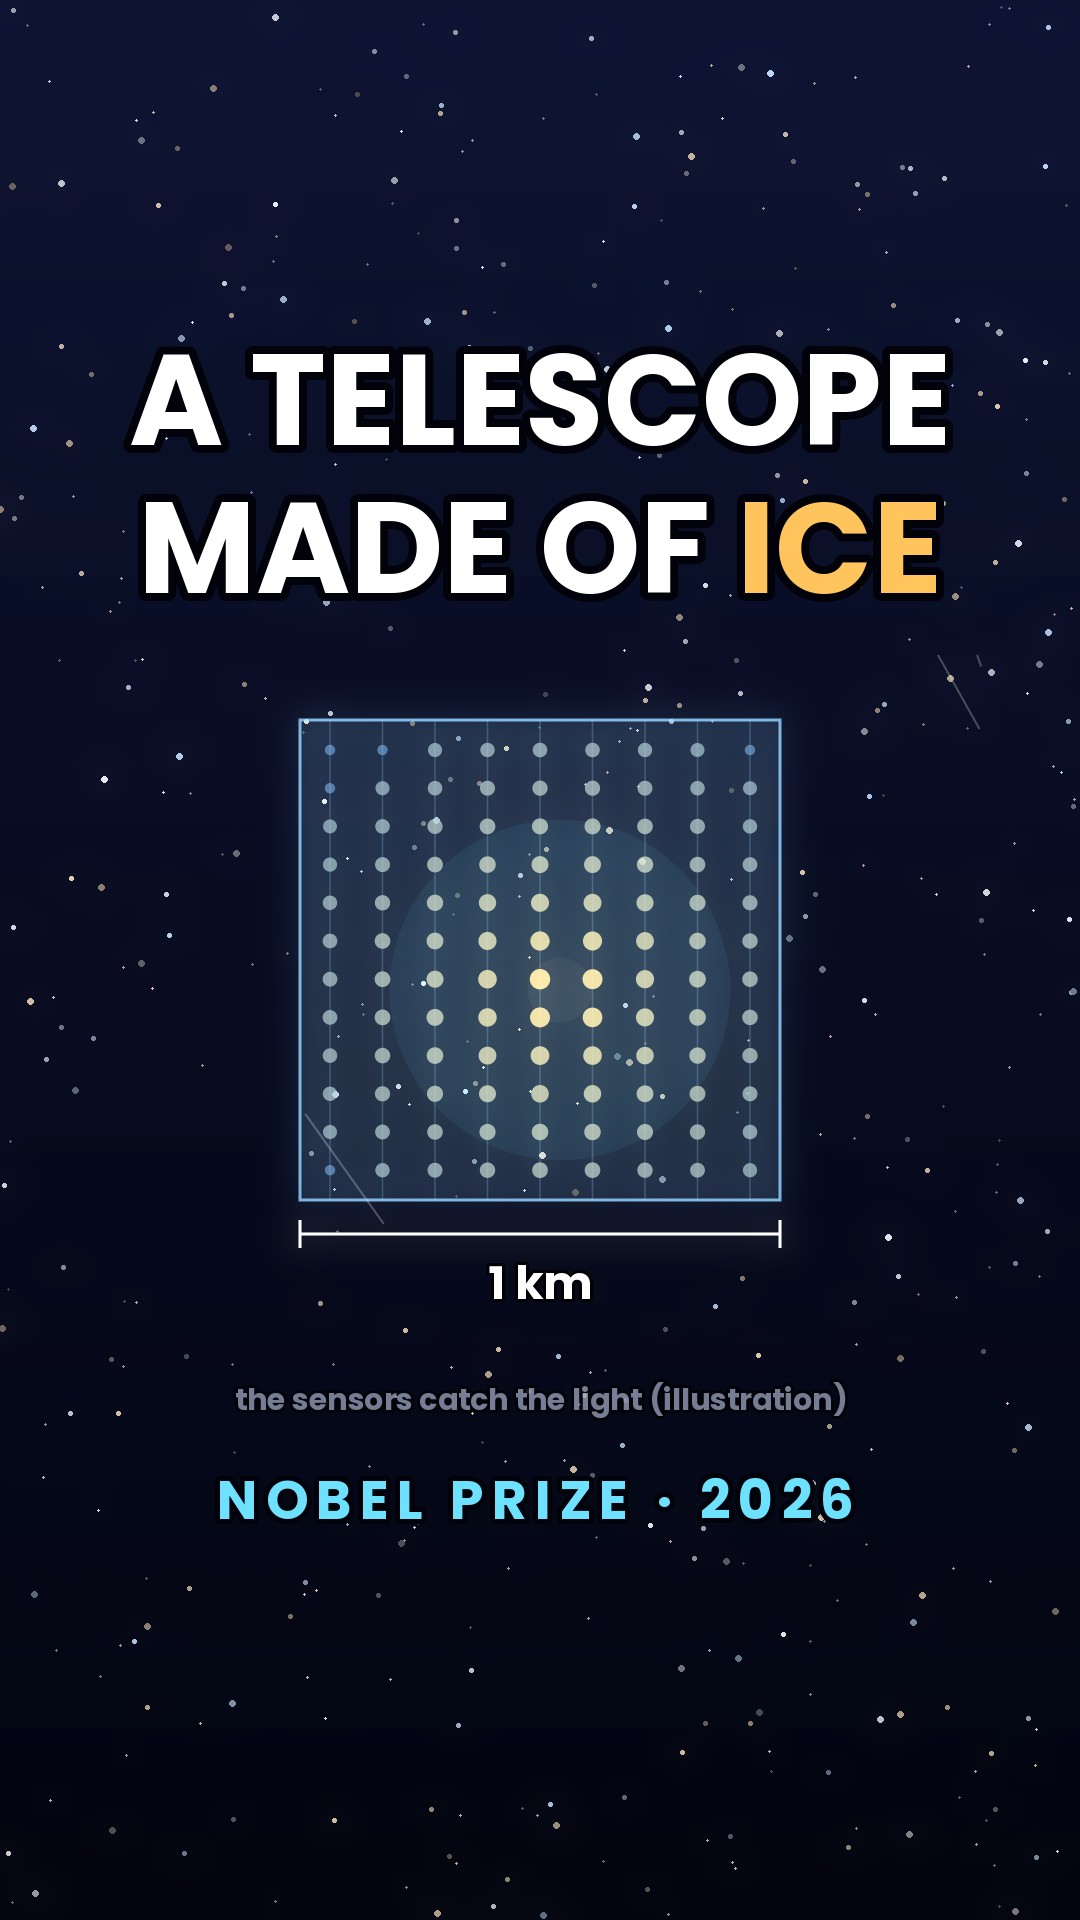 A TELESCOPE
MADE OF ICE
1 km
the sensors catch the light (illustration)
NOBEL PRIZE · 2026